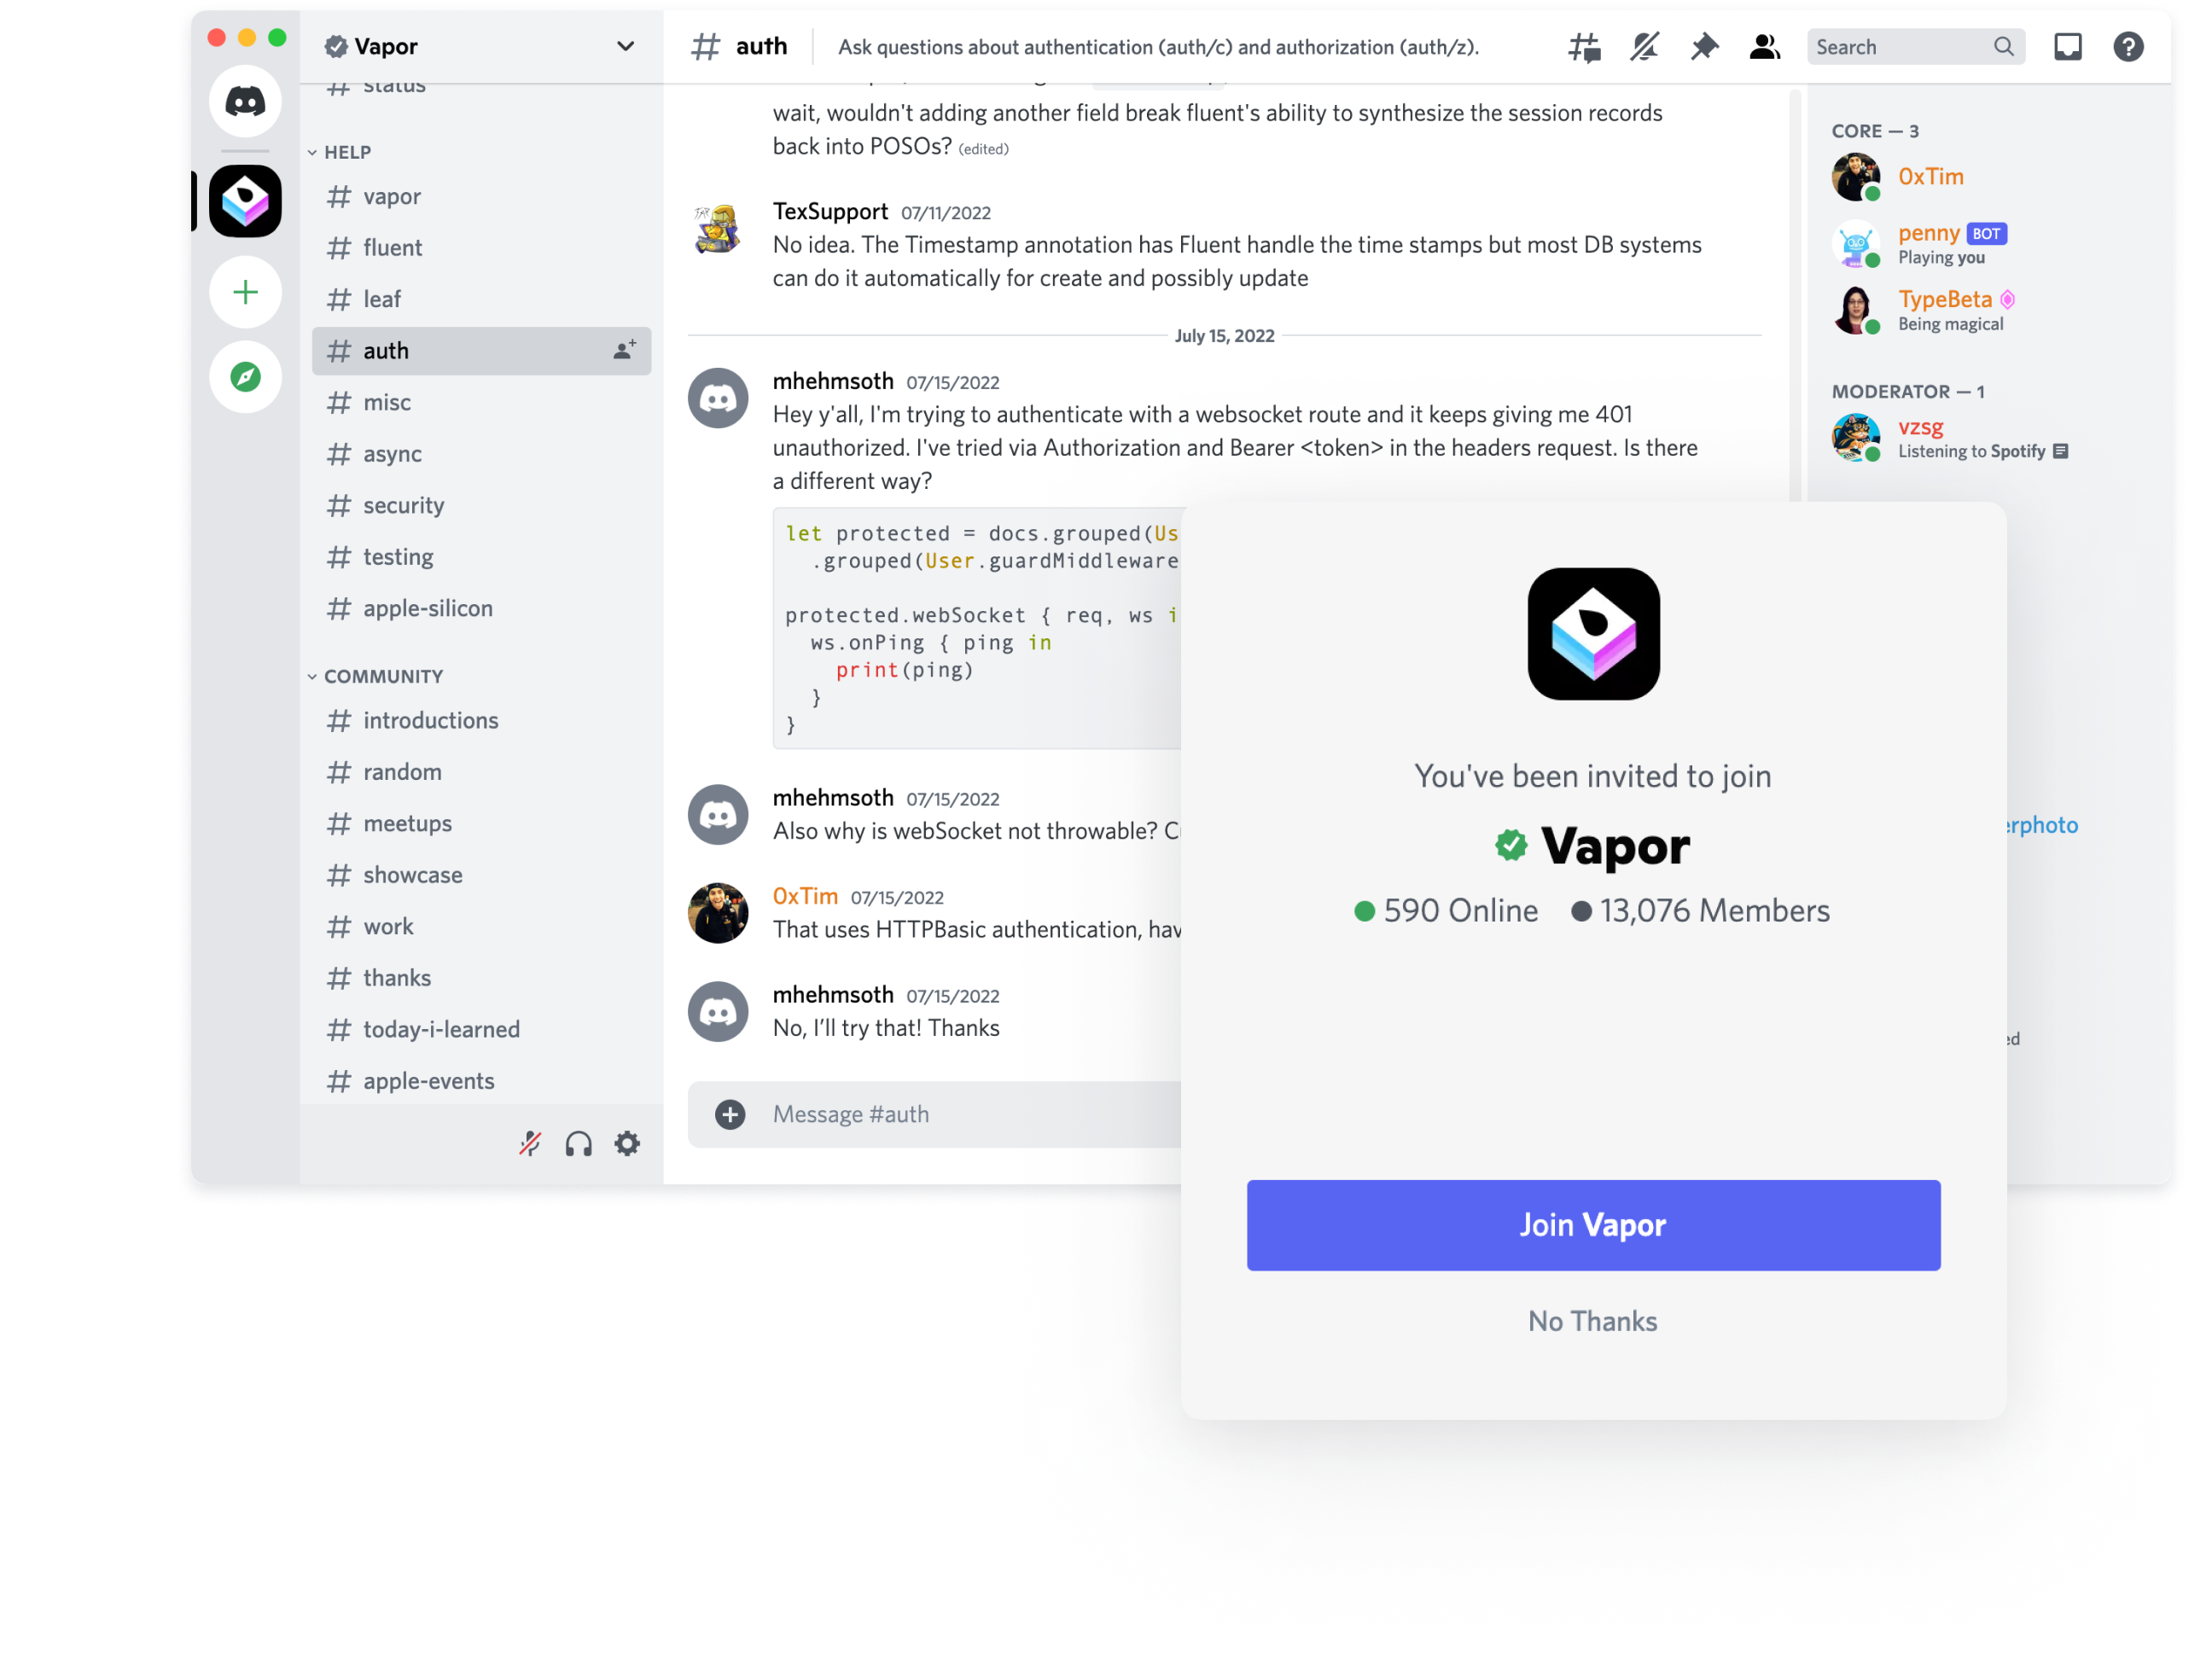 Vapor
status
HELP
vapor
fluent
leaf
auth
misc
async
security
testing
apple-silicon
COMMUNITY
introductions
random
meetups
showcase
work
thanks
today-i-learned
apple-events
auth
Ask questions about authentication (auth/c) and authorization (auth/z).
Search
wait, wouldn't adding another field break fluent's ability to synthesize the session records
back into POSOs? (edited)
TexSupport 07/11/2022
No idea. The Timestamp annotation has Fluent handle the time stamps but most DB systems
can do it automatically for create and possibly update
July 15, 2022
mhehmsoth 07/15/2022
Hey y'all, I'm trying to authenticate with a websocket route and it keeps giving me 401
unauthorized. I've tried via Authorization and Bearer <token> in the headers request. Is there
a different way?
let protected = docs.grouped(Us
.grouped(User.guardMiddleware
protected.webSocket { req, ws i
ws.onPing { ping in
print(ping)
}
}
mhehmsoth 07/15/2022
Also why is webSocket not throwable?
0xTim 07/15/2022
That uses HTTPBasic authentication, hav
mhehmsoth 07/15/2022
No, I’ll try that! Thanks
Message #auth
CORE — 3
0xTim
penny BOT
Playing you
TypeBeta
Being magical
MODERATOR — 1
vzsg
Listening to Spotify
erphoto
ed
You've been invited to join
Vapor
590 Online 13,076 Members
Join Vapor
No Thanks